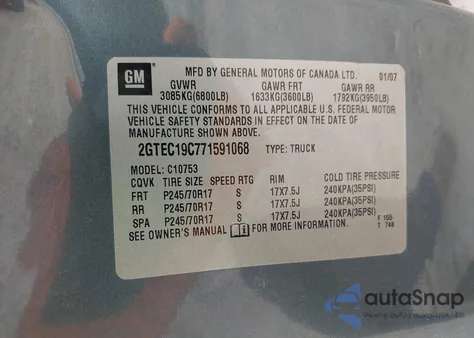 GM
MFD BY GENERAL MOTORS OF CANADA LTD. 01/07
GVWR GAWR FRT GAWR RR
3085KG(6800LB) 1633KG(3600LB) 1792KG(3950LB)
THIS VEHICLE CONFORMS TO ALL APPLICABLE U.S. FEDERAL MOTOR
VEHICLE SAFETY STANDARDS IN EFFECT ON THE DATE OF
MANUFACTURE SHOWN ABOVE.
2GTEC19C771591068 TYPE: TRUCK
MODEL: C10753
CQVK TIRE SIZE SPEED RTG RIM COLD TIRE PRESSURE
FRT P245/70R17 S 17X7.5J 240KPA(35PSI)
RR P245/70R17 S 17X7.5J 240KPA(35PSI)
SPA P245/70R17 S 17X7.5J 240KPA(35PSI)
SEE OWNER'S MANUAL FOR MORE INFORMATION. F 155
T 768
autoSnap